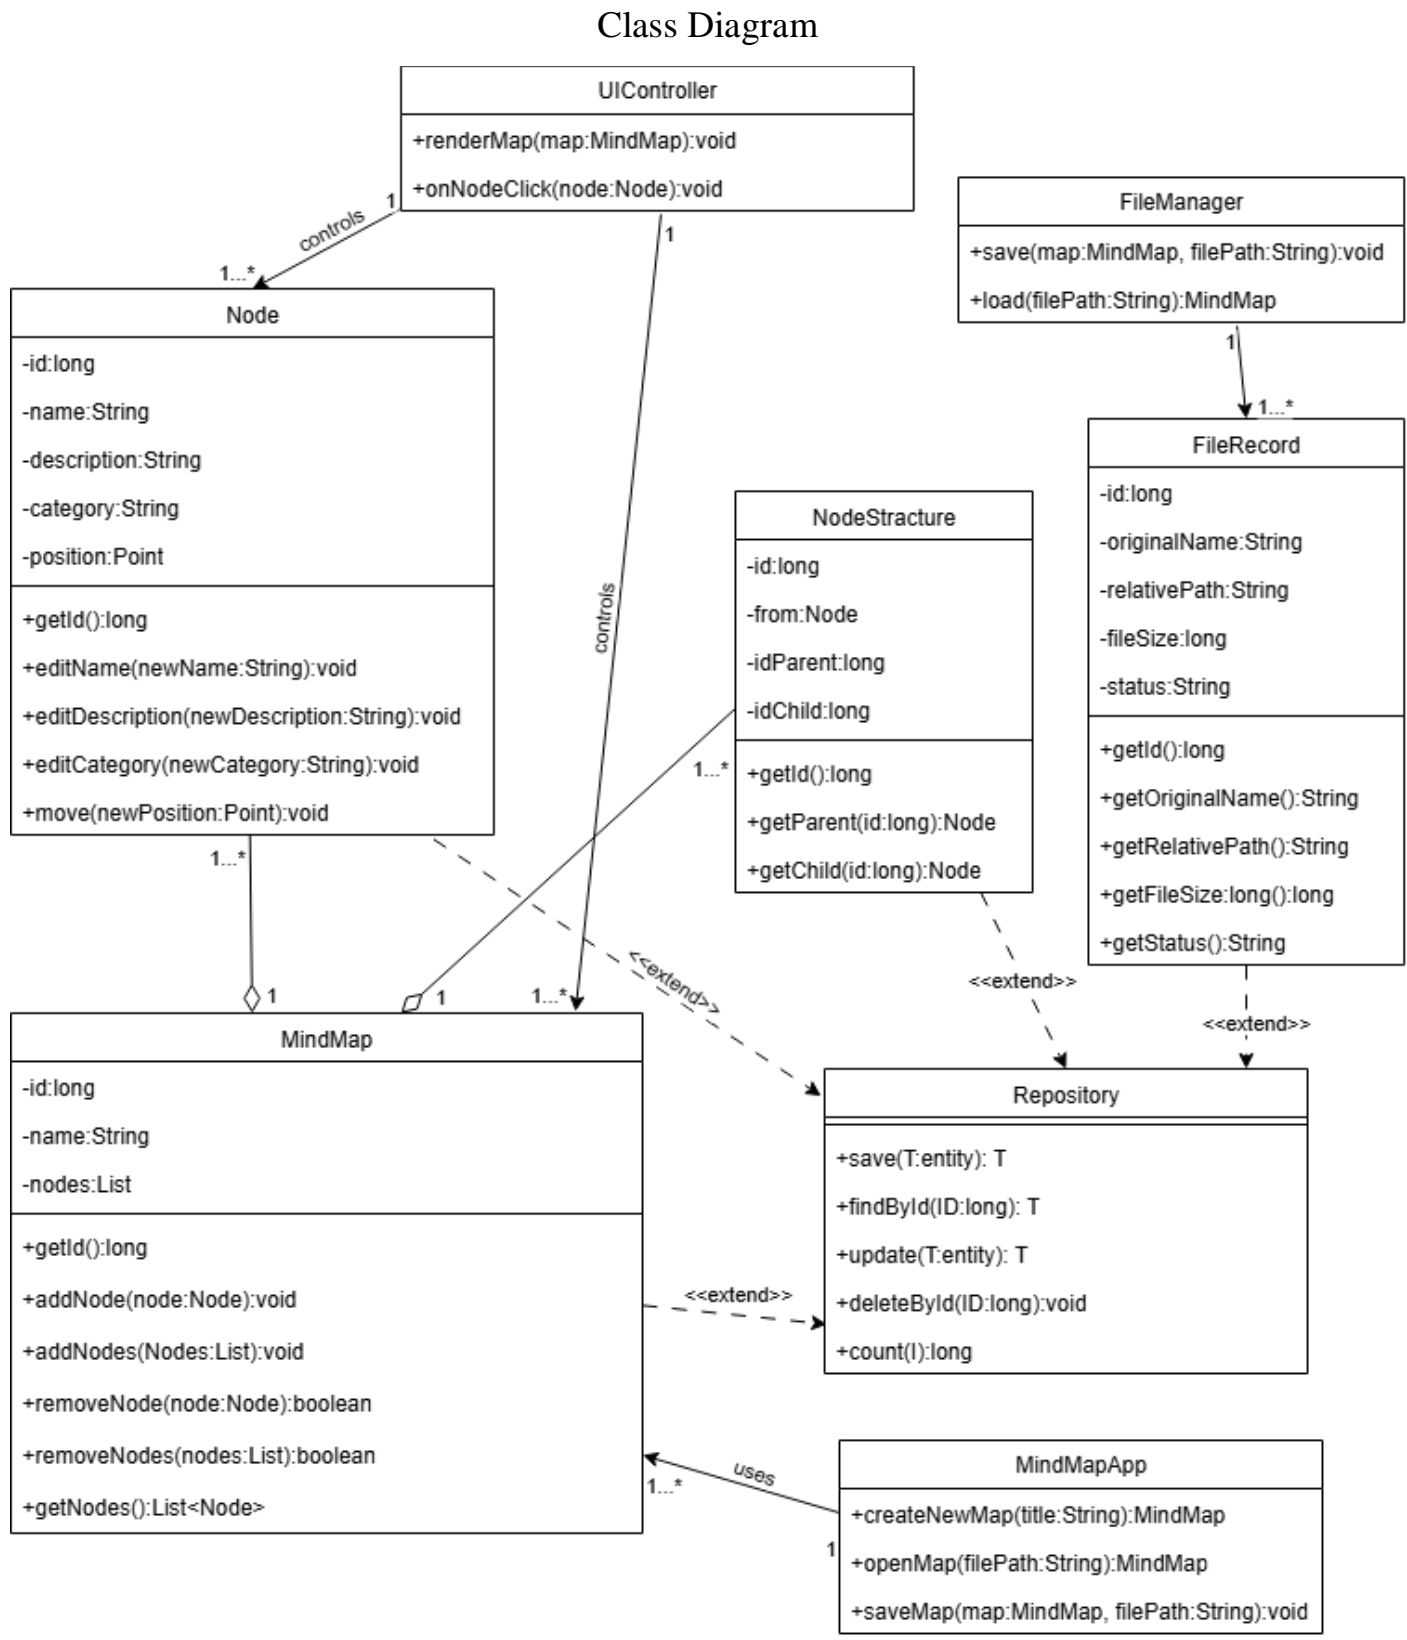 Class Diagram
UIController
+renderMap(map:MindMap):void
+onNodeClick(node:Node):void
1
controls
1...*
1
controls
1...*
FileManager
+save(map:MindMap, filePath:String):void
+load(filePath:String):MindMap
1
1...*
Node
-id:long
-name:String
-description:String
-category:String
-position:Point
+getId():long
+editName(newName:String):void
+editDescription(newDescription:String):void
+editCategory(newCategory:String):void
+move(newPosition:Point):void
1...*
1
NodeStracture
-id:long
-from:Node
-idParent:long
-idChild:long
+getId():long
+getParent(id:long):Node
+getChild(id:long):Node
1...*
1
FileRecord
-id:long
-originalName:String
-relativePath:String
-fileSize:long
-status:String
+getId():long
+getOriginalName():String
+getRelativePath():String
+getFileSize:long():long
+getStatus():String
<<extend>>
<<extend>>
<<extend>>
MindMap
-id:long
-name:String
-nodes:List
+getId():long
+addNode(node:Node):void
+addNodes(Nodes:List):void
+removeNode(node:Node):boolean
+removeNodes(nodes:List):boolean
+getNodes():List<Node>
<<extend>>
Repository
+save(T:entity): T
+findById(ID:long): T
+update(T:entity): T
+deleteById(ID:long):void
+count(I):long
uses
1...*
1
MindMapApp
+createNewMap(title:String):MindMap
+openMap(filePath:String):MindMap
+saveMap(map:MindMap, filePath:String):void